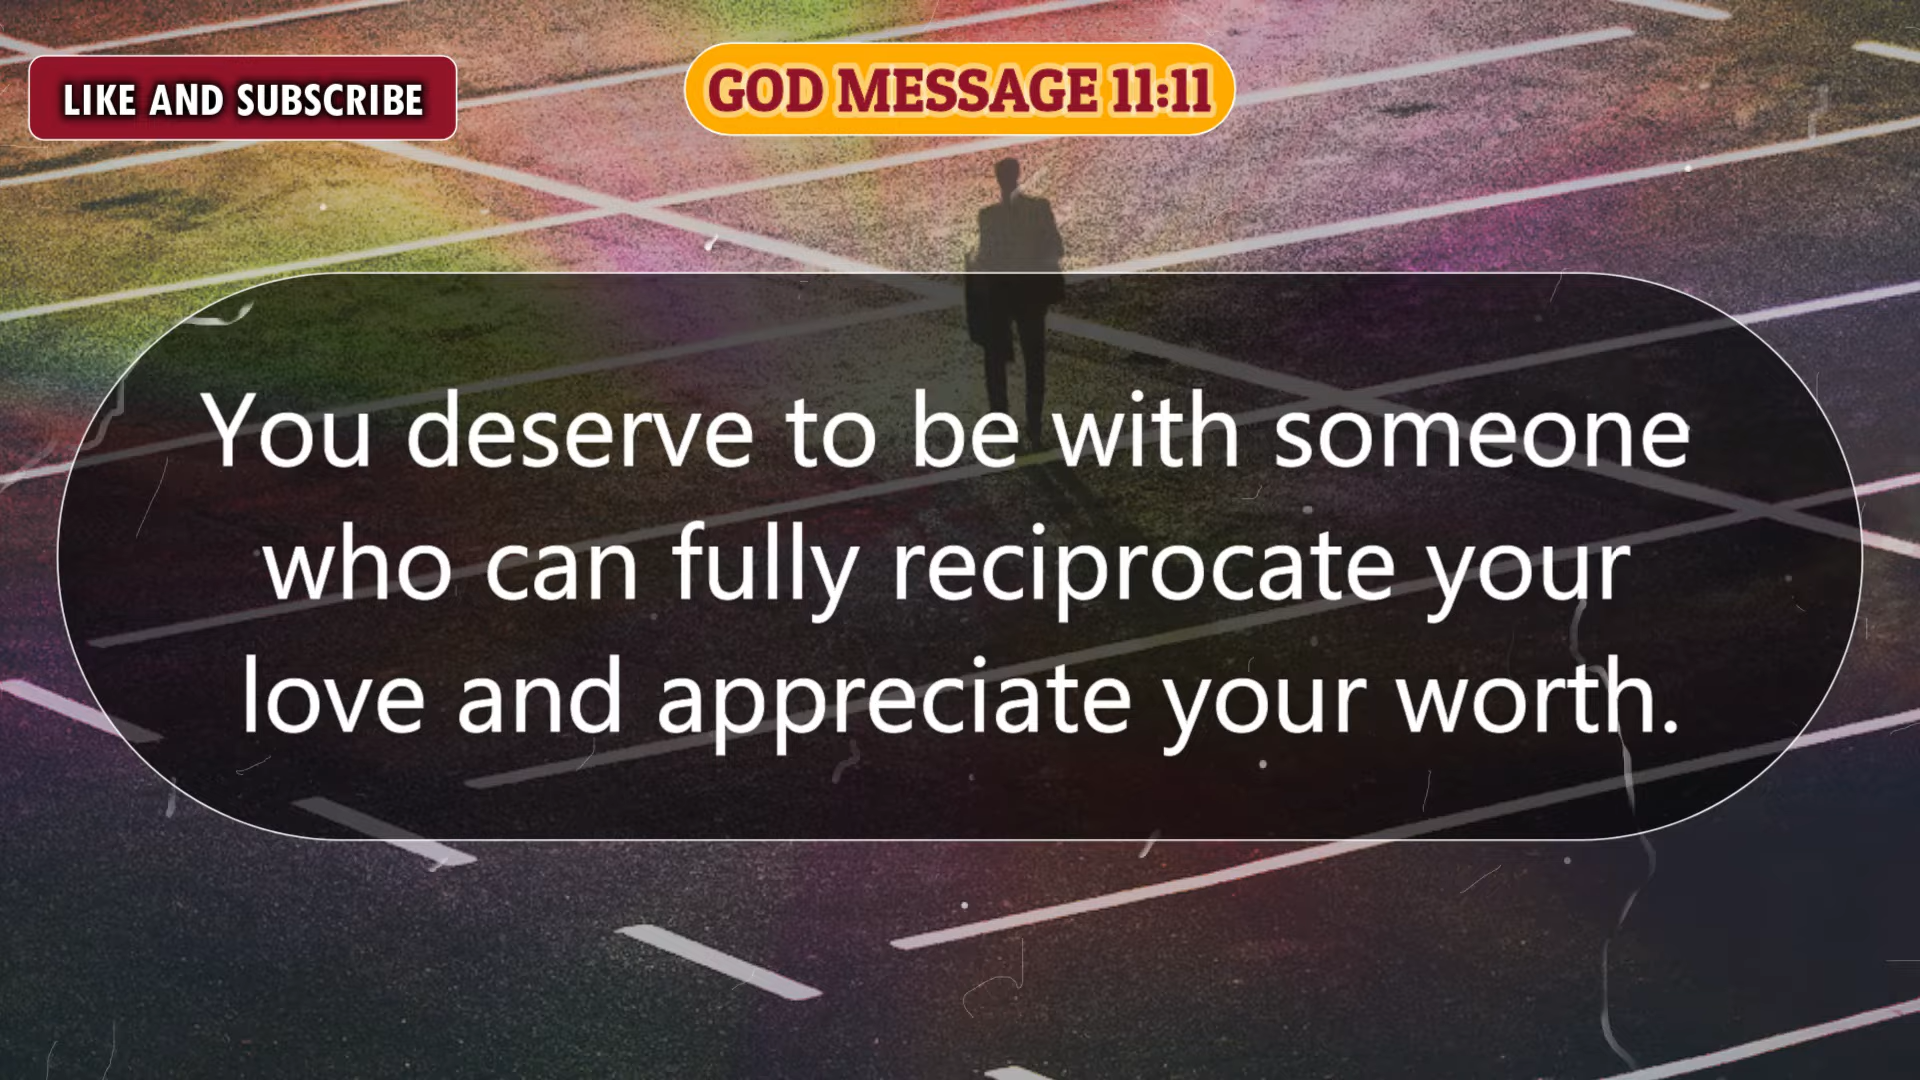 LIKE AND SUBSCRIBE
GOD MESSAGE 11:11
You deserve to be with someone
who can fully reciprocate your
love and appreciate your worth.